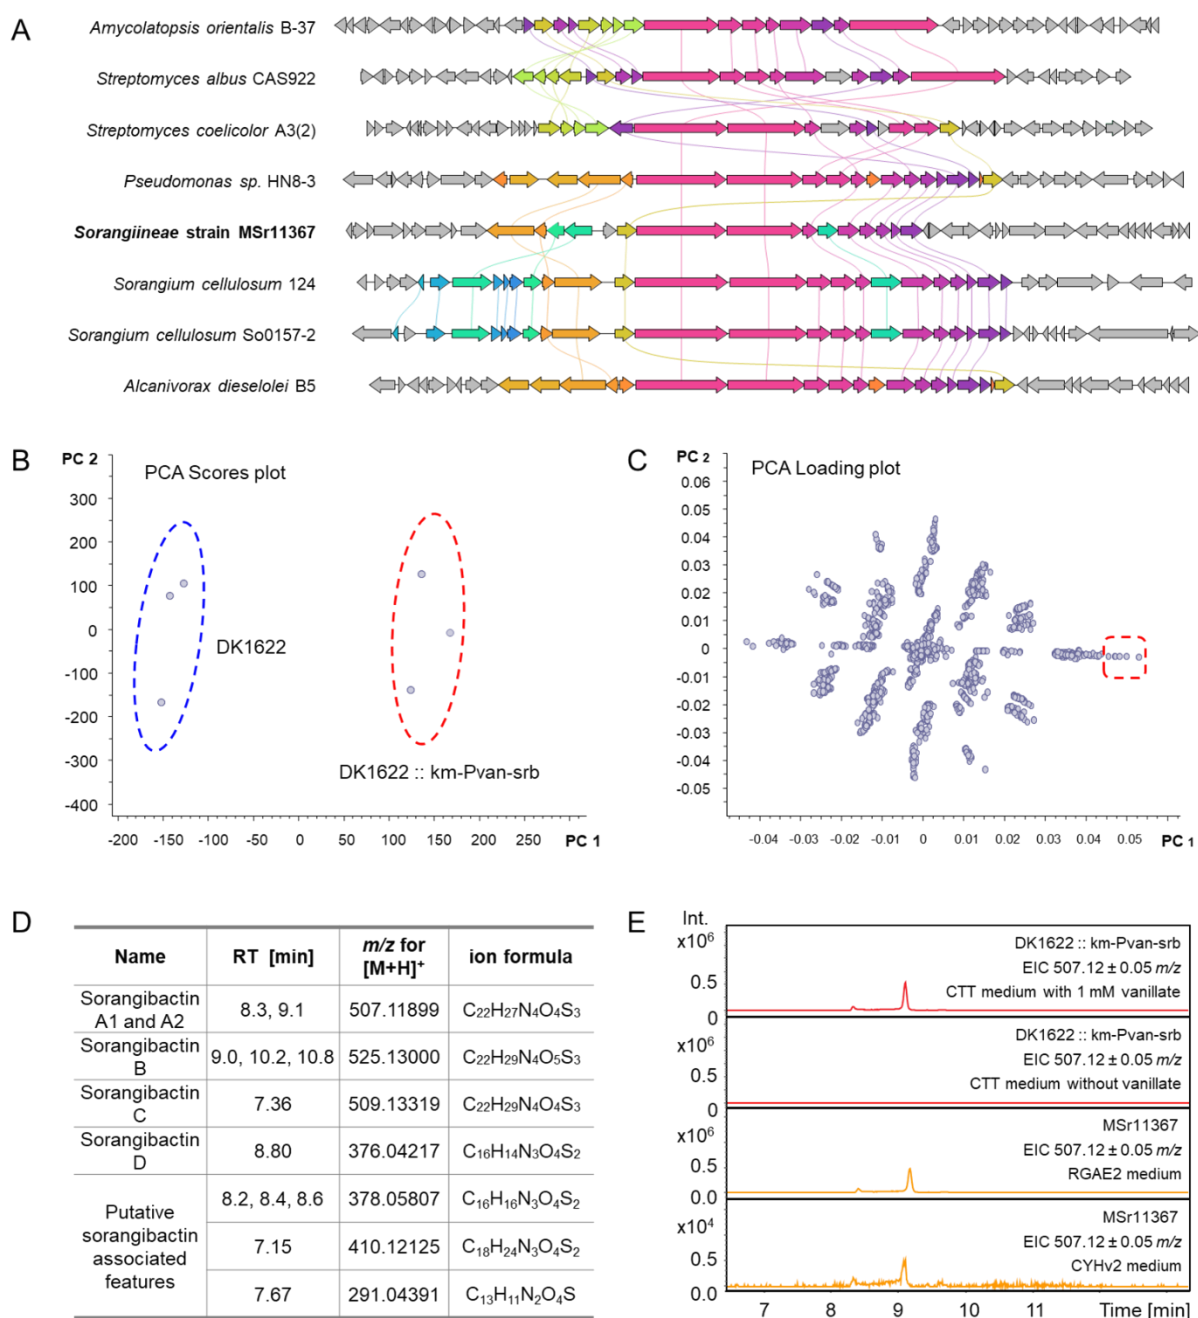 A
Amycolatopsis orientalis B-37
Streptomyces albus CAS922
Streptomyces coelicolor A3(2)
Pseudomonas sp. HN8-3
Sorangiineae strain MSr11367
Sorangium cellulosum 124
Sorangium cellulosum So0157-2
Alcanivorax dieselolei B5
B
PC 2
PCA Scores plot
300
200
100
0
-100
-200
-300
-400
DK1622
DK1622 :: km-Pvan-srb
-200 -150 -100 -50 0 50 100 150 200 250 PC 1
C
PC 2
PCA Loading plot
0.06
0.05
0.04
0.03
0.02
0.01
0
-0.01
-0.02
-0.03
-0.04
-0.05
-0.04 -0.03 -0.02 -0.01 0 0.01 0.02 0.03 0.04 0.05
PC 1
D
Name RT [min] m/z for [M+H]⁺ ion formula
Sorangibactin A1 and A2 8.3, 9.1 507.11899 C₂₂H₂₇N₄O₄S₃
Sorangibactin B 9.0, 10.2, 10.8 525.13000 C₂₂H₂₉N₄O₅S₃
Sorangibactin C 7.36 509.13319 C₂₂H₂₉N₄O₄S₃
Sorangibactin D 8.80 376.04217 C₁₆H₁₄N₃O₄S₂
Putative sorangibactin associated features
8.2, 8.4, 8.6 378.05807 C₁₆H₁₆N₃O₄S₂
7.15 410.12125 C₁₈H₂₄N₃O₄S₂
7.67 291.04391 C₁₃H₁₁N₂O₄S
E
Int.
x10⁶
0.5
0
DK1622 :: km-Pvan-srb
EIC 507.12 ± 0.05 m/z
CTT medium with 1 mM vanillate
x10⁶
0.5
0
DK1622 :: km-Pvan-srb
EIC 507.12 ± 0.05 m/z
CTT medium without vanillate
x10⁶
0.5
0.0
MSr11367
EIC 507.12 ± 0.05 m/z
RGAE2 medium
x10⁴
0.5
0.0
MSr11367
EIC 507.12 ± 0.05 m/z
CYHv2 medium
7 8 9 10 11 Time [min]